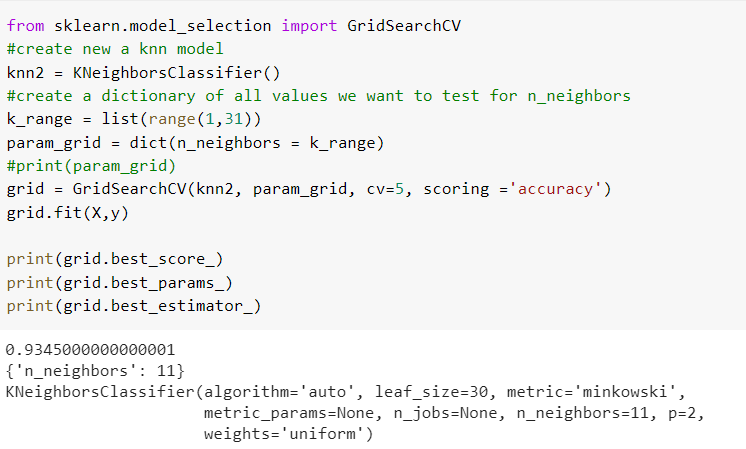 from sklearn.model_selection import GridSearchCV
#create new a knn model
knn2 = KNeighborsClassifier()
#create a dictionary of all values we want to test for n_neighbors
k_range = list(range(1,31))
param_grid = dict(n_neighbors = k_range)
#print(param_grid)
grid = GridSearchCV(knn2, param_grid, cv=5, scoring ='accuracy')
grid.fit(X,y)
print(grid.best_score_)
print(grid.best_params_)
print(grid.best_estimator_)
0.9345000000000001
{'n_neighbors': 11}
KNeighborsClassifier(algorithm='auto', leaf_size=30, metric='minkowski',
metric_params=None, n_jobs=None, n_neighbors=11, p=2,
weights='uniform')